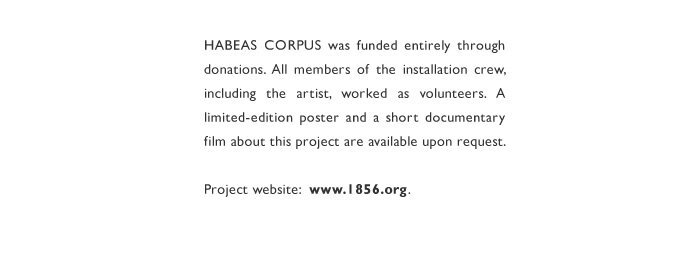 HABEAS CORPUS was funded entirely through
donations. All members of the installation crew,
including the artist, worked as volunteers. A
limited-edition poster and a short documentary
film about this project are available upon request.
Project website: www.1856.org.